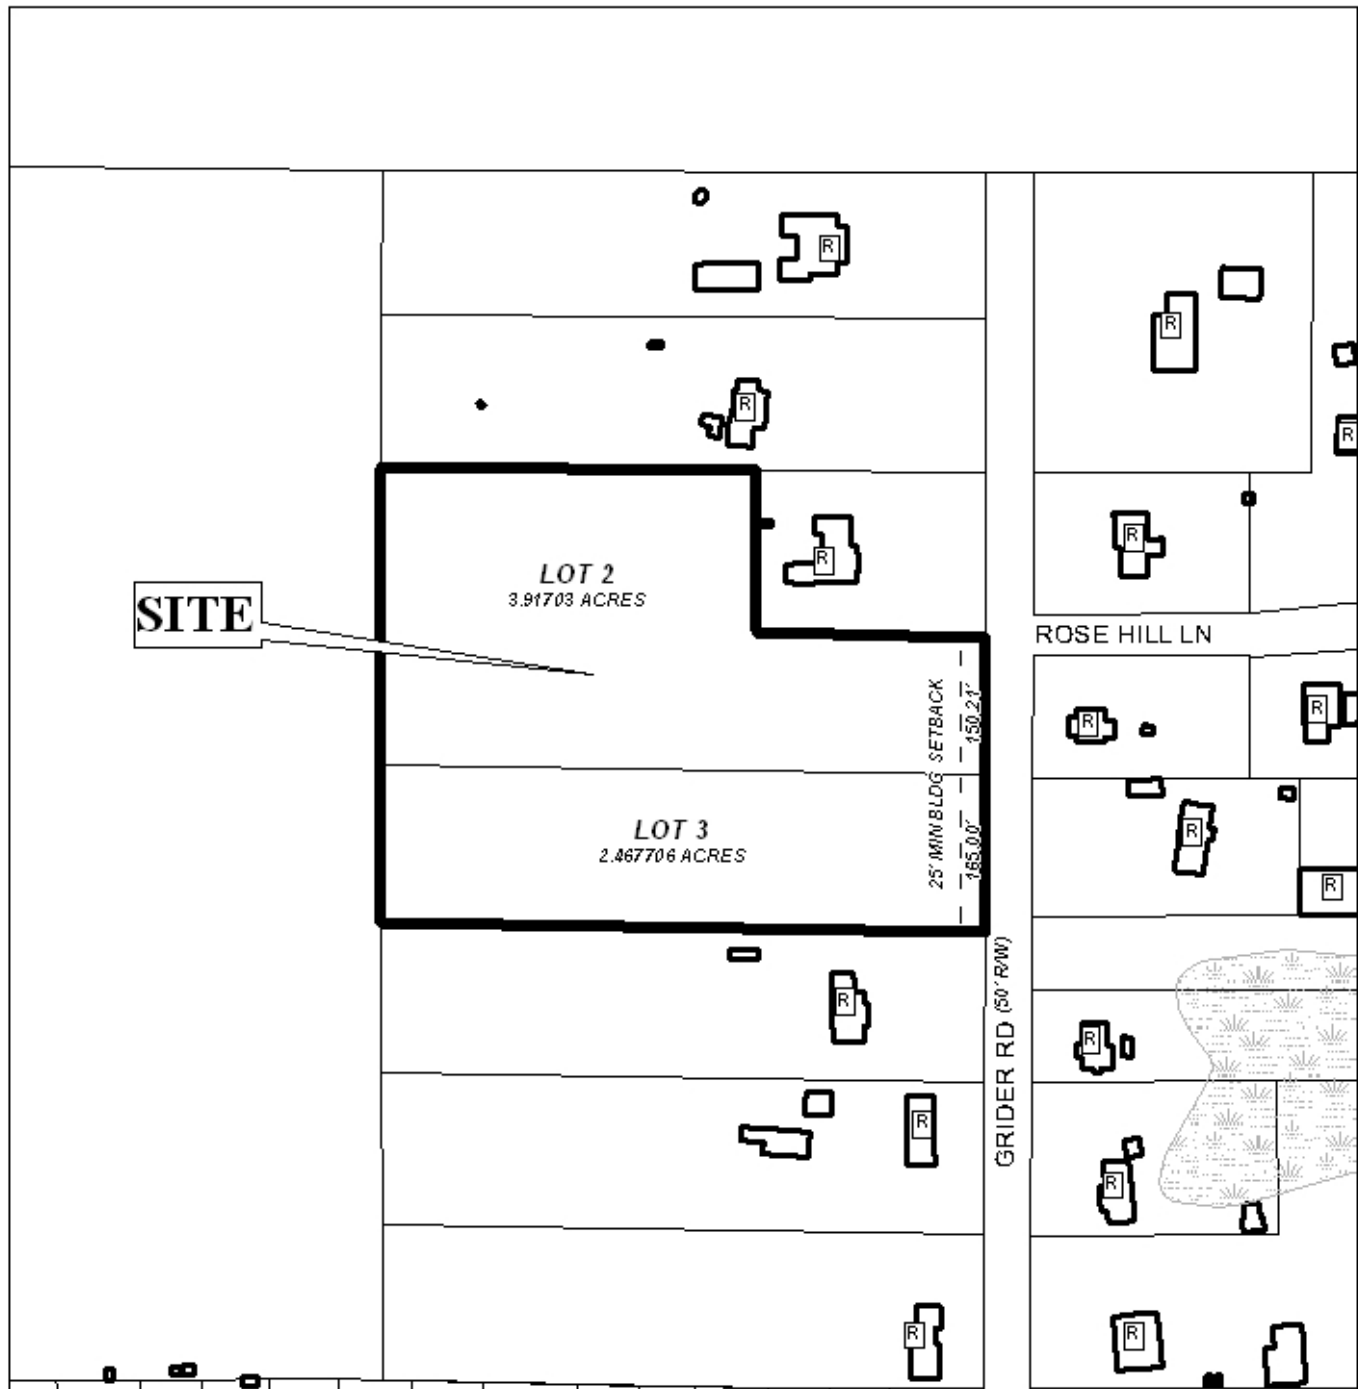 R
R
R
R
R
LOT 2
3.91703 ACRES
R
R
SITE
ROSE HILL LN
25' MIN BLDG SETBACK
150.21'
165.00'
R
R
LOT 3
2.467706 ACRES
R
R
GRIDER RD (50' R/W)
R
R
R
R
R
R